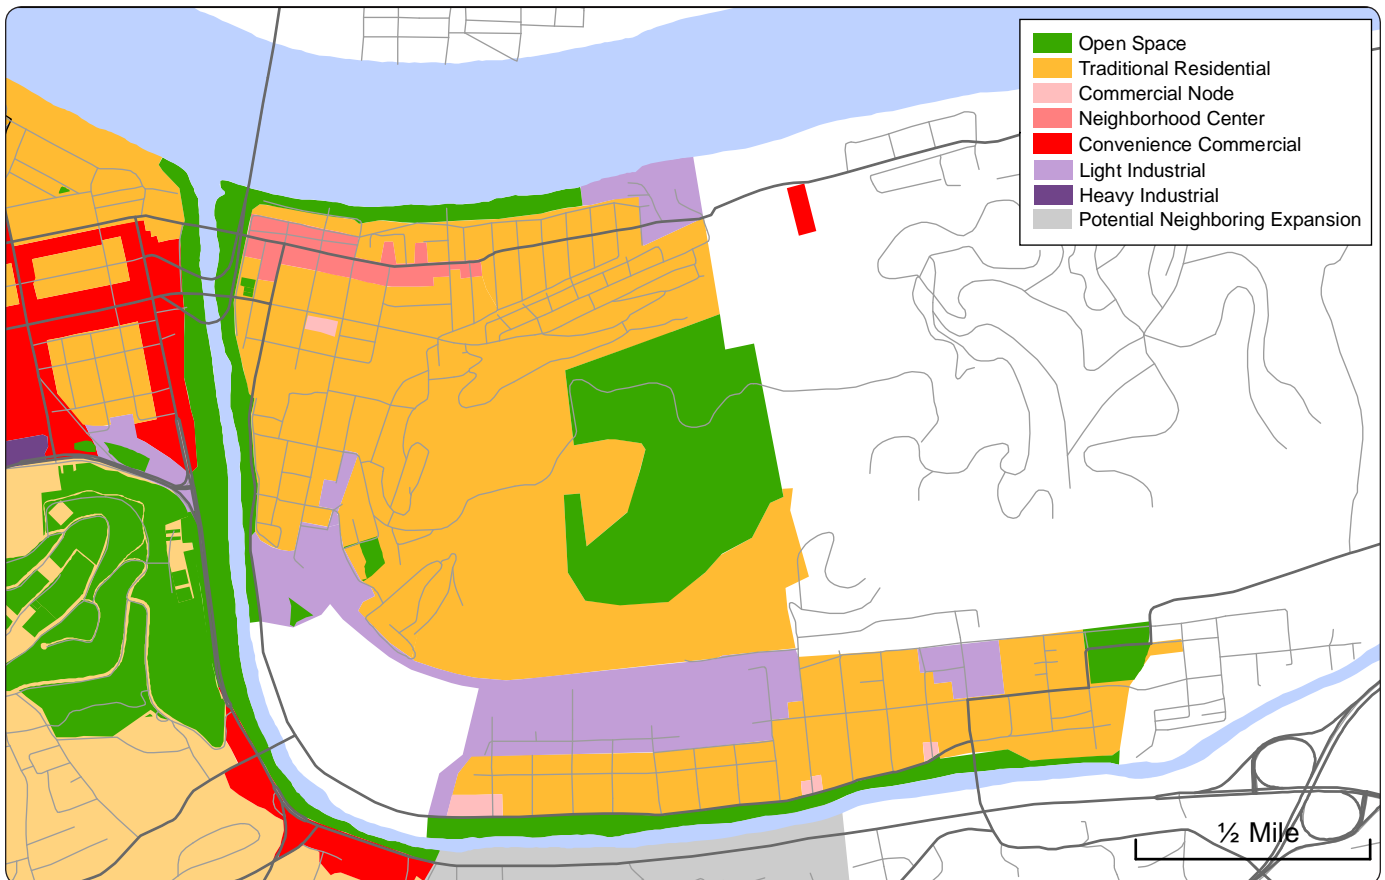 Open Space
Traditional Residential
Commercial Node
Neighborhood Center
Convenience Commercial
Light Industrial
Heavy Industrial
Potential Neighboring Expansion
½ Mile